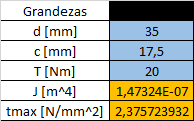 Grandezas
d [mm] 35
c [mm] 17,5
T [Nm] 20
J [m^4] 1,47324E-07
tmax [N/mm^2] 2,375723932